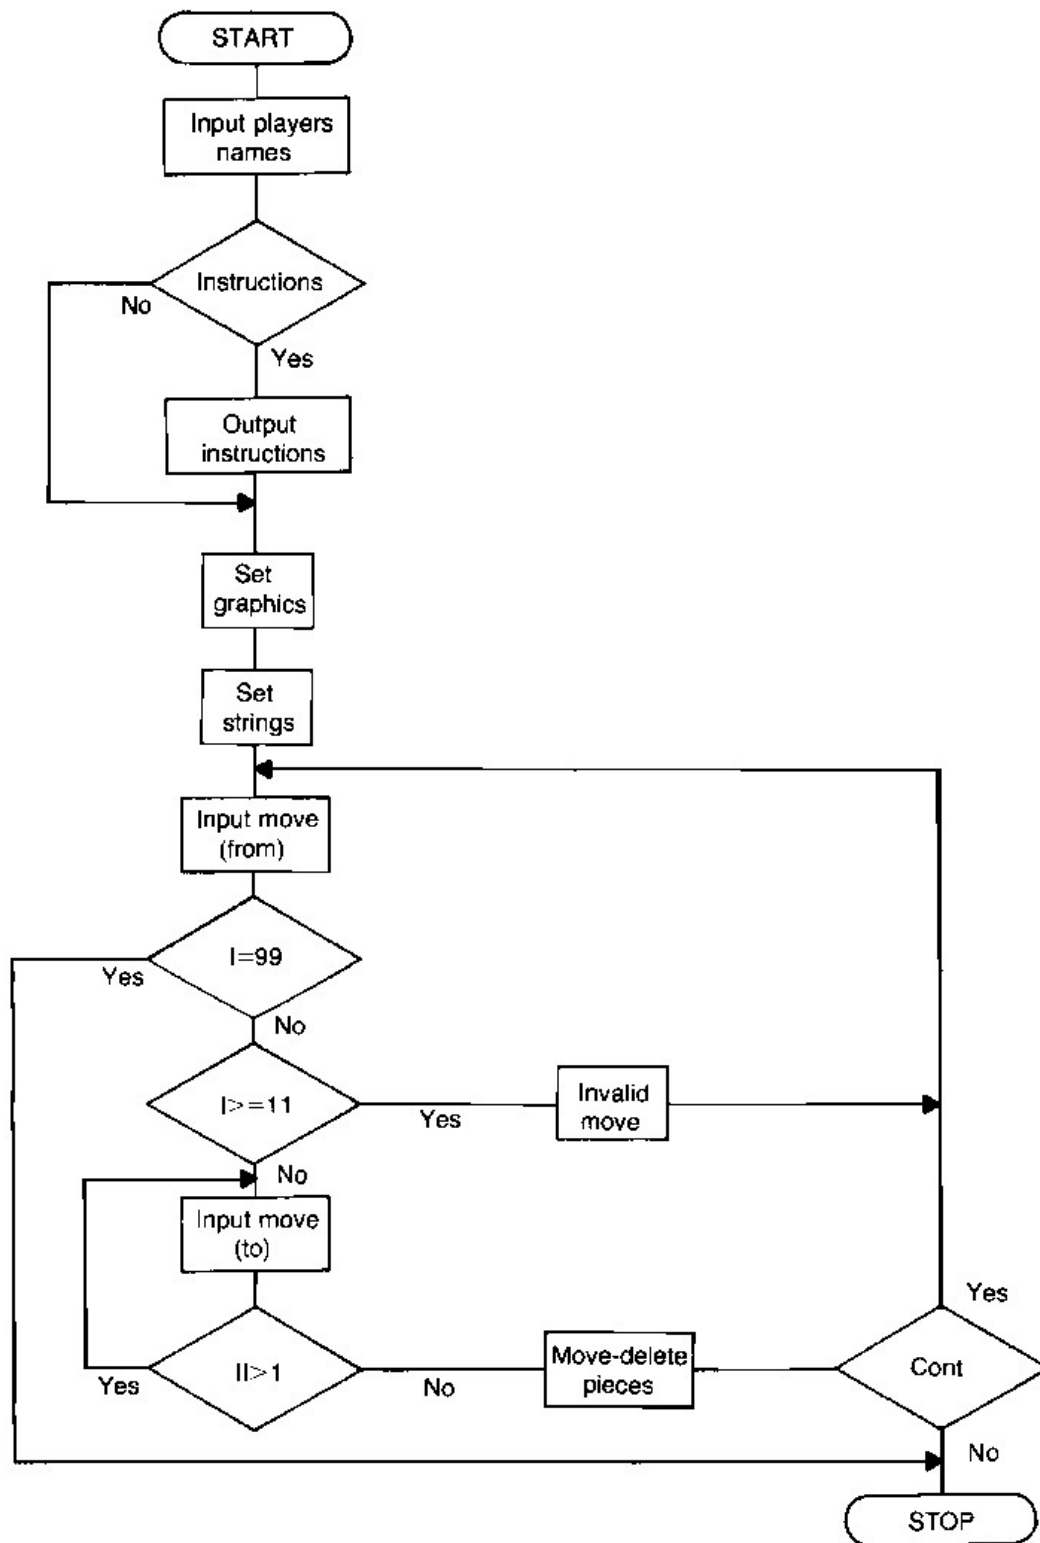 START
Input players
names
Instructions
No
Yes
Output
instructions
Set
graphics
Set
strings
Input move
(from)
I=99
Yes
No
I>=11
Yes
Invalid
move
No
Input move
(to)
Yes
II>1
Yes
No
Move-delete
pieces
Cont
No
STOP